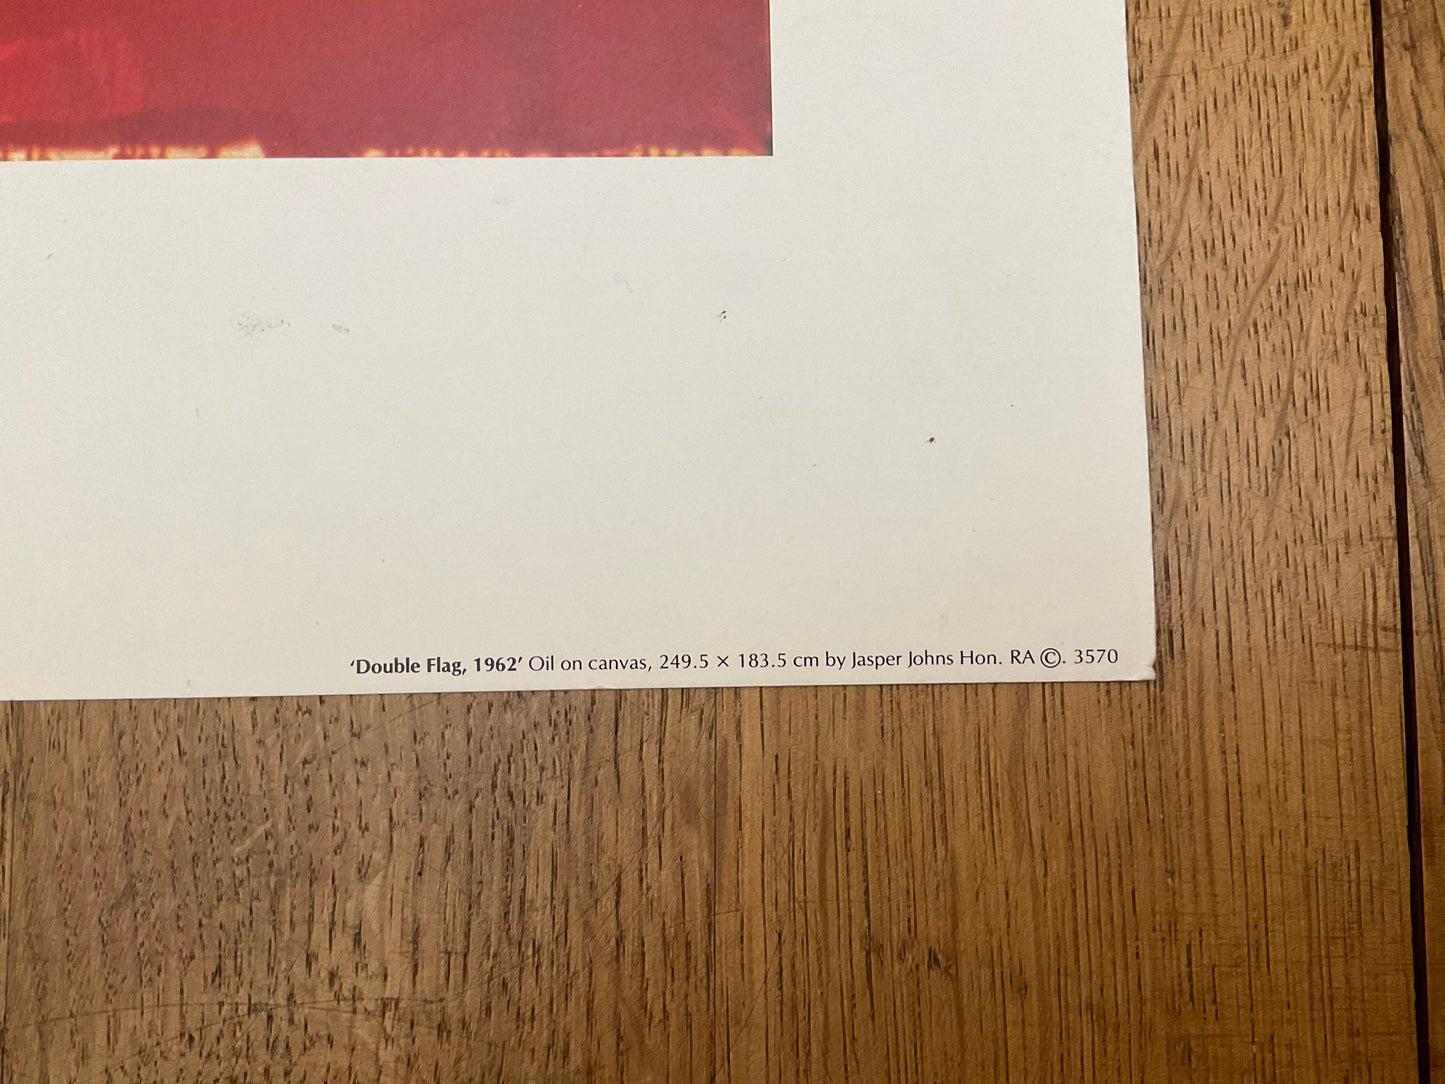 ‘Double Flag, 1962’ Oil on canvas, 249.5 × 183.5 cm by Jasper Johns Hon. RA ©. 3570